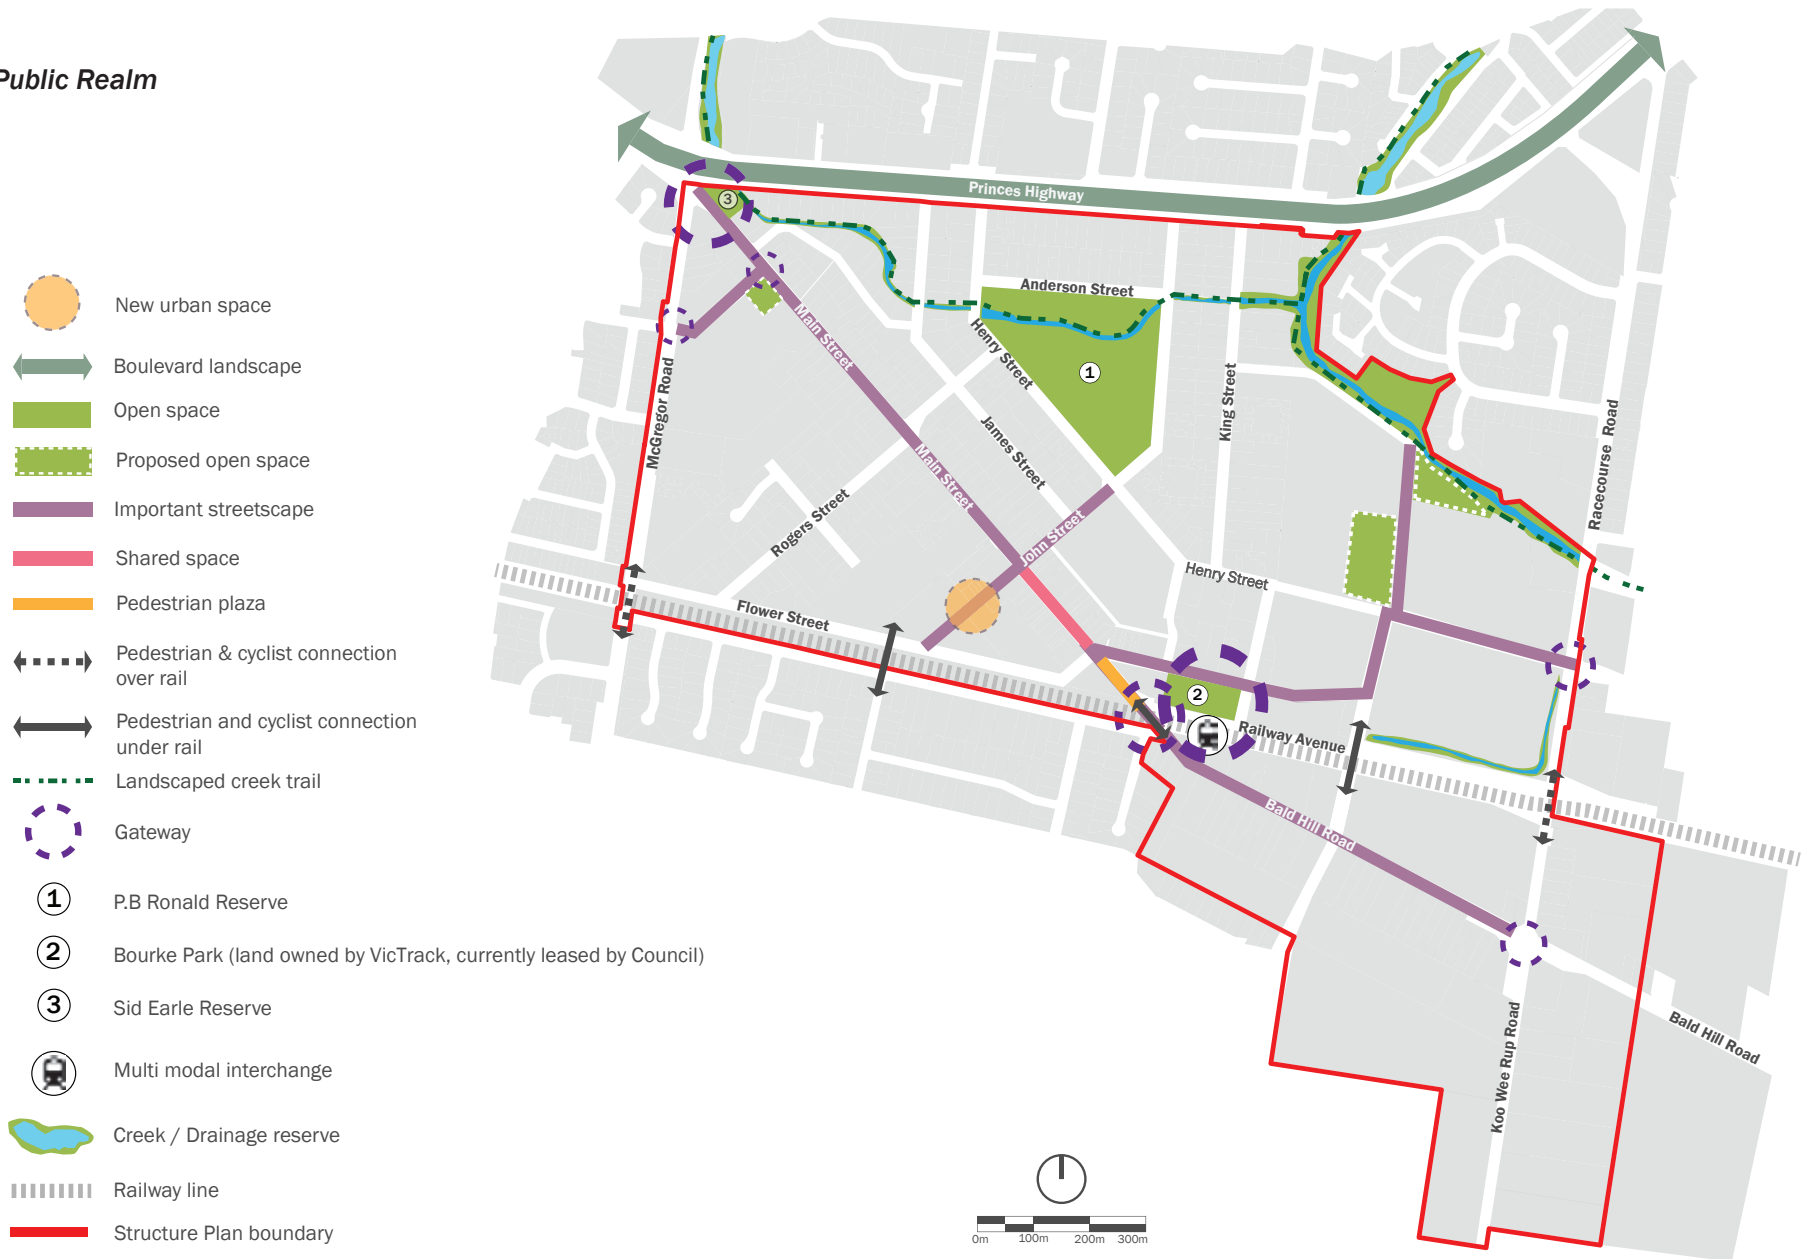 Public Realm
New urban space
Boulevard landscape
Open space
Proposed open space
Important streetscape
Shared space
Pedestrian plaza
Pedestrian & cyclist connection
over rail
Pedestrian and cyclist connection
under rail
Landscaped creek trail
Gateway
1
P.B Ronald Reserve
2
Bourke Park (land owned by VicTrack, currently leased by Council)
3
Sid Earle Reserve
Multi modal interchange
Creek / Drainage reserve
Railway line
Structure Plan boundary
Princes Highway
3
Anderson Street
Main Street
Henry Street
1
McGregor Road
King Street
James Street
Main Street
Racecourse Road
Rogers Street
John Street
Henry Street
Flower Street
2
Railway Avenue
Bald Hill Road
Koo Wee Rup Road
Bald Hill Road
0m
100m
200m
300m